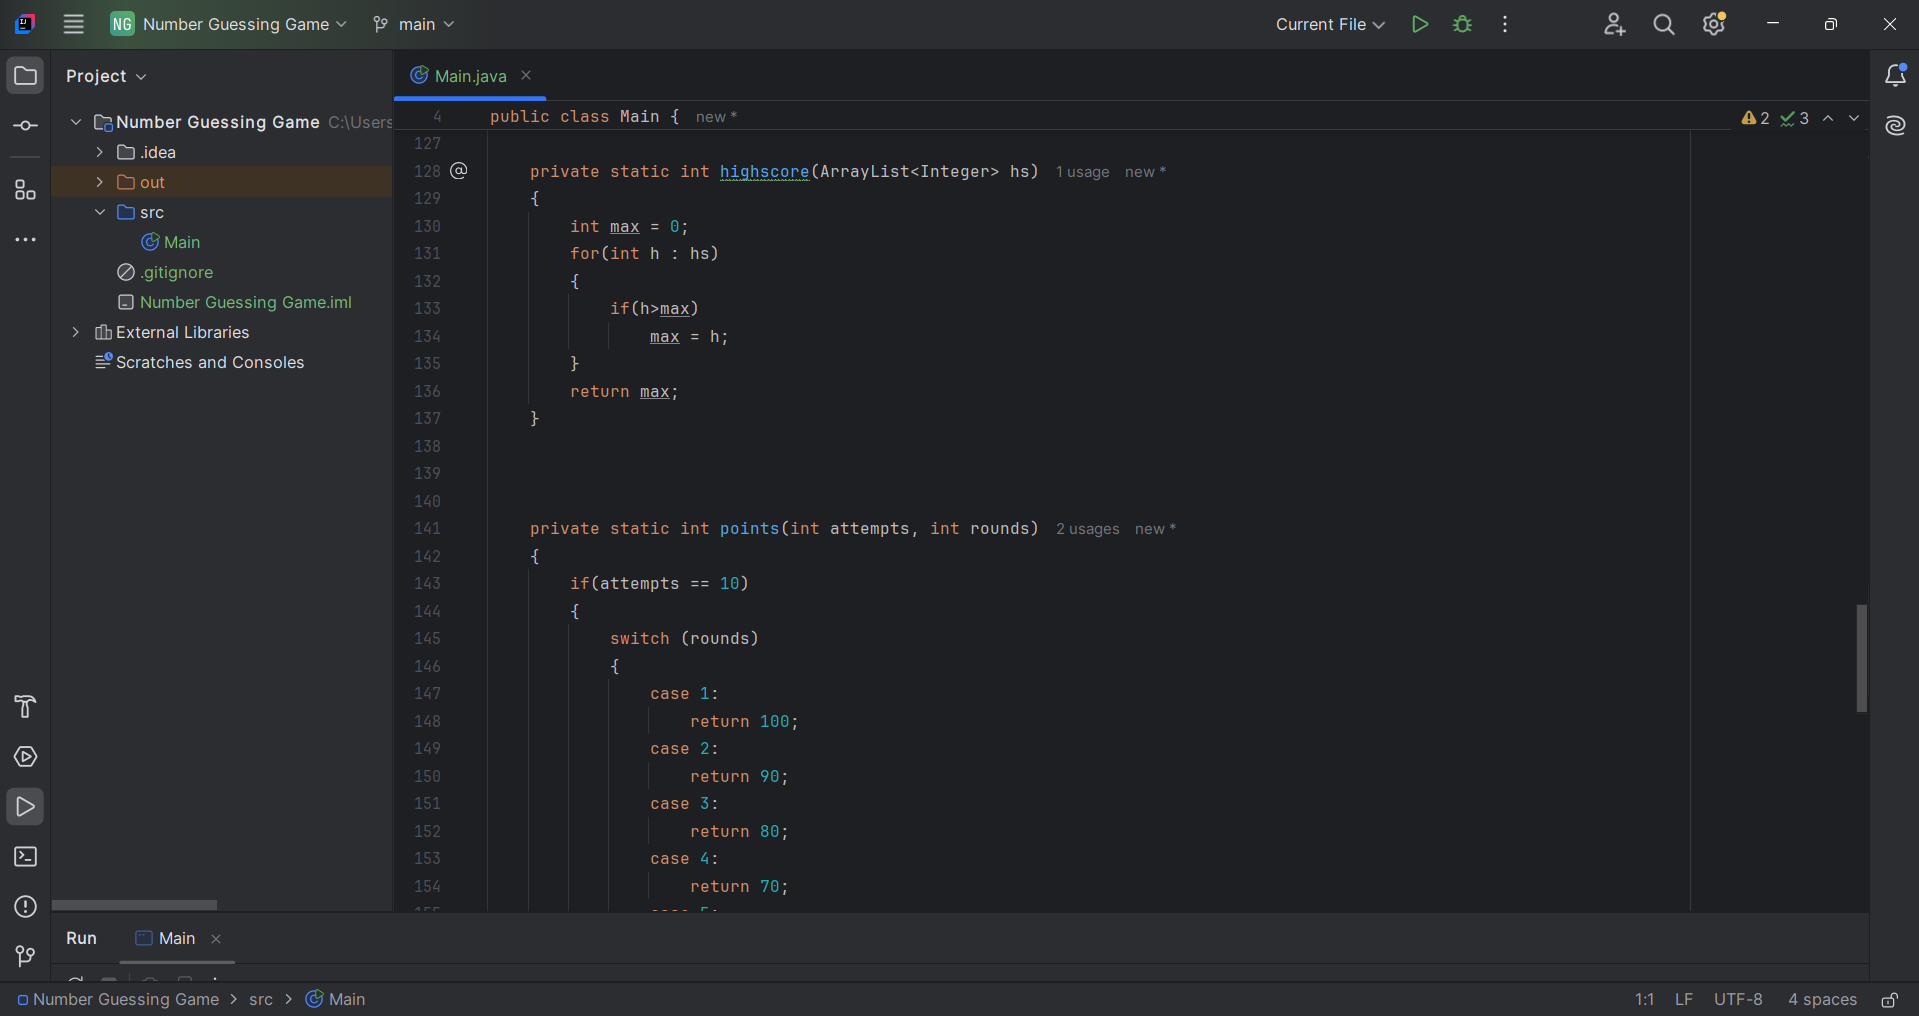 NG Number Guessing Game main Current File
Project
Main.java
Number Guessing Game C:\Users
.idea
out
src
Main
.gitignore
Number Guessing Game.iml
External Libraries
Scratches and Consoles
4 public class Main { new *
2 3
127
128 @ private static int highscore(ArrayList<Integer> hs) 1 usage new *
129 {
130 int max = 0;
131 for(int h : hs)
132 {
133 if(h>max)
134 max = h;
135 }
136 return max;
137 }
138
139
140
141 private static int points(int attempts, int rounds) 2 usages new *
142 {
143 if(attempts == 10)
144 {
145 switch (rounds)
146 {
147 case 1:
148 return 100;
149 case 2:
150 return 90;
151 case 3:
152 return 80;
153 case 4:
154 return 70;
Run Main
Number Guessing Game > src > Main 1:1 LF UTF-8 4 spaces